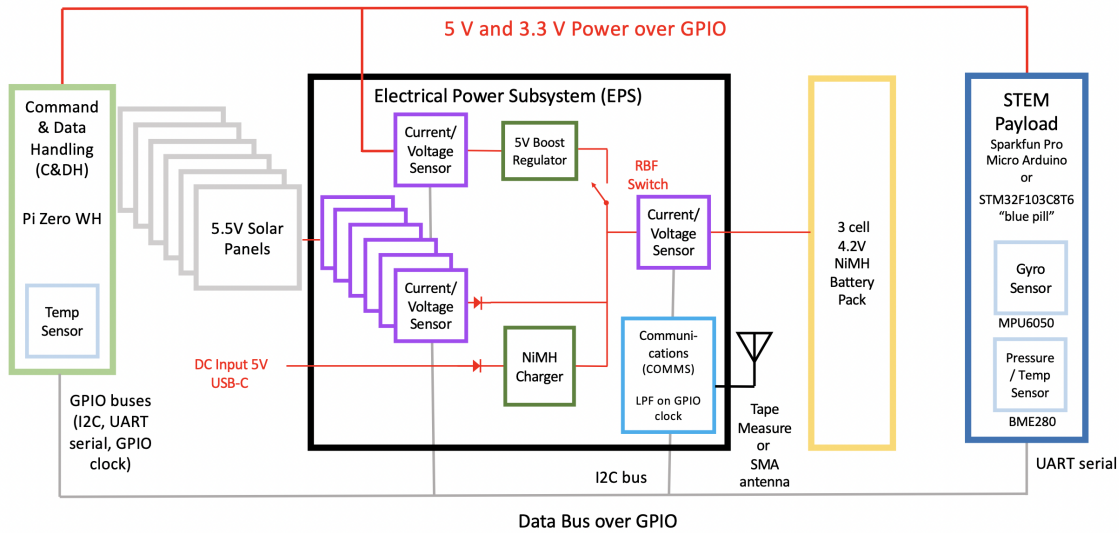 5 V and 3.3 V Power over GPIO
Command
& Data
Handling
(C&DH)
Pi Zero WH
Temp
Sensor
GPIO buses
(I2C, UART
serial, GPIO
clock)
5.5V Solar
Panels
DC Input 5V
USB-C
Electrical Power Subsystem (EPS)
Current/
Voltage
Sensor
5V Boost
Regulator
RBF
Switch
Current/
Voltage
Sensor
Current/
Voltage
Sensor
NiMH
Charger
Communi-
cations
(COMMS)
LPF on GPIO
clock
I2C bus
Tape
Measure
or
SMA
antenna
3 cell
4.2V
NiMH
Battery
Pack
STEM
Payload
Sparkfun Pro
Micro Arduino
or
STM32F103C8T6
“blue pill”
Gyro
Sensor
MPU6050
Pressure
/ Temp
Sensor
BME280
UART serial
Data Bus over GPIO